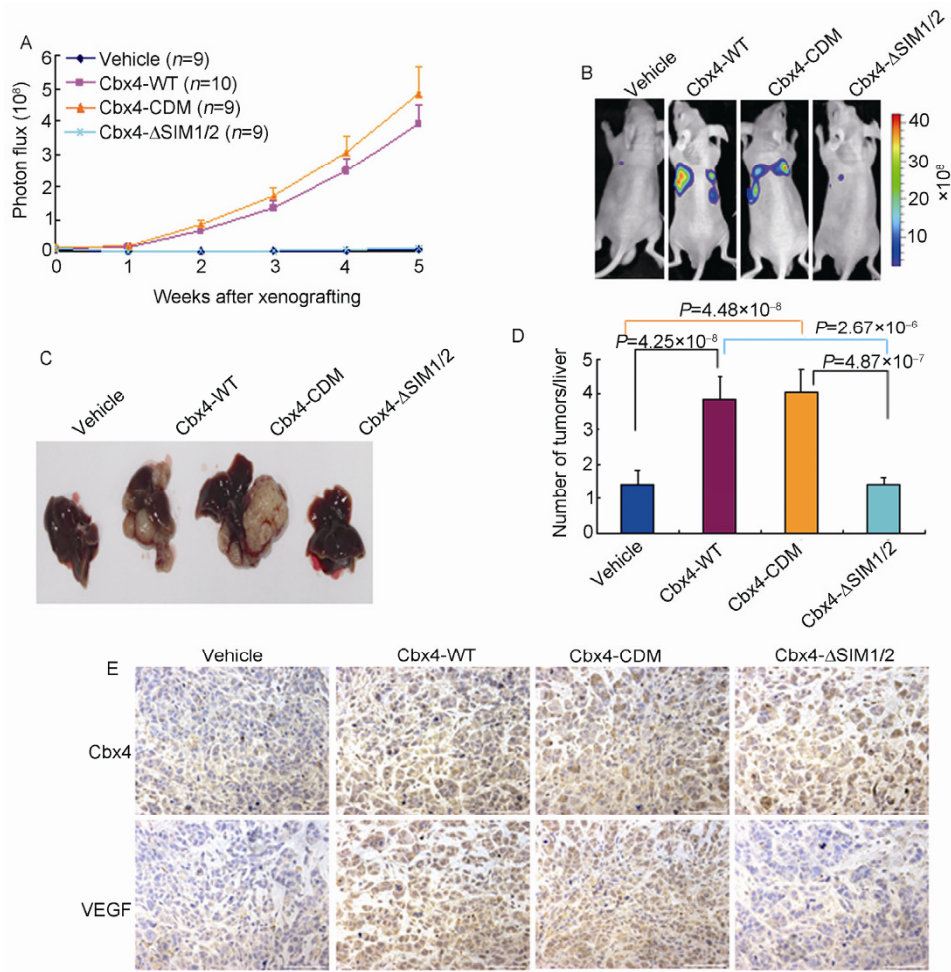 A
Photon flux (10⁸)
6
5
4
3
2
1
0
Vehicle (n=9)
Cbx4-WT (n=10)
Cbx4-CDM (n=9)
Cbx4-ΔSIM1/2 (n=9)
0 1 2 3 4 5
Weeks after xenografting
B
Vehicle
Cbx4-WT
Cbx4-CDM
Cbx4-ΔSIM1/2
40
30
20
10
×10⁸
C
Vehicle
Cbx4-WT
Cbx4-CDM
Cbx4-ΔSIM1/2
D
P=4.48×10⁻⁸
P=4.25×10⁻⁸
P=2.67×10⁻⁶
P=4.87×10⁻⁷
Number of tumors/liver
5
4
3
2
1
0
Vehicle
Cbx4-WT
Cbx4-CDM
Cbx4-ΔSIM1/2
E
Vehicle Cbx4-WT Cbx4-CDM Cbx4-ΔSIM1/2
Cbx4
VEGF